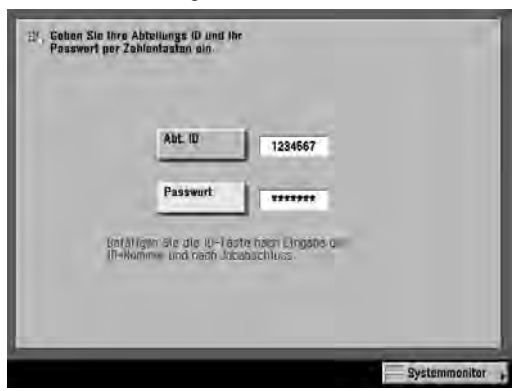 Geben Sie Ihre Abteilungs ID und Ihr
Passwort per Zahlentasten ein
Abt. ID
1234567
Passwort
*******
Betätigen Sie die ID-Taste nach Eingabe der
ID-Nummer und nach Jobabschluss.
Systemmonitor